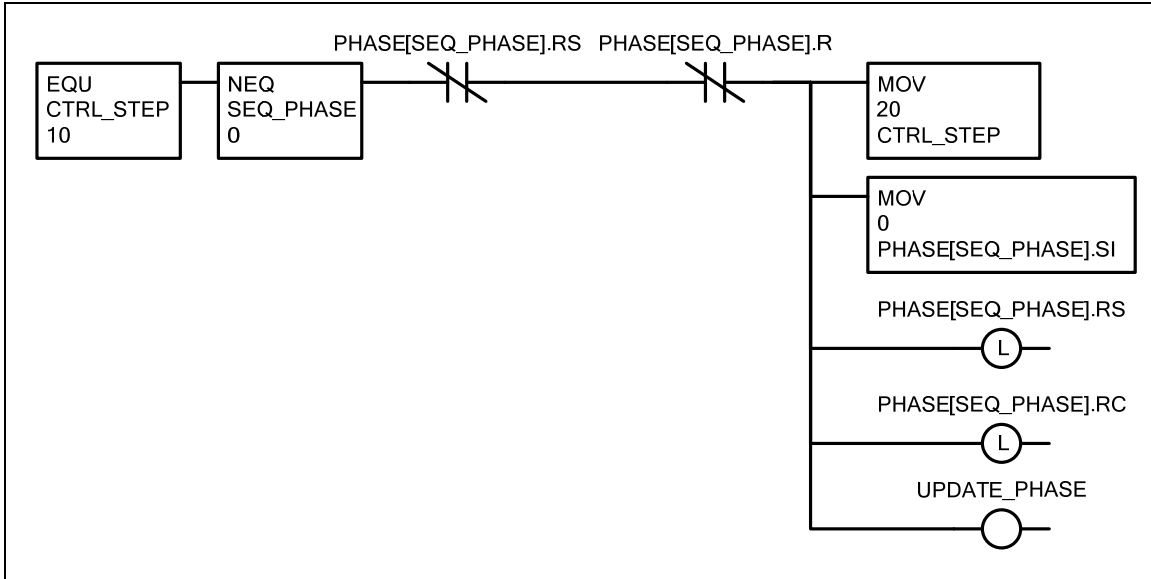 PHASE[SEQ_PHASE].RS PHASE[SEQ_PHASE].R
EQU
CTRL_STEP
10
NEQ
SEQ_PHASE
0
MOV
20
CTRL_STEP
MOV
0
PHASE[SEQ_PHASE].SI
PHASE[SEQ_PHASE].RS
L
PHASE[SEQ_PHASE].RC
L
UPDATE_PHASE